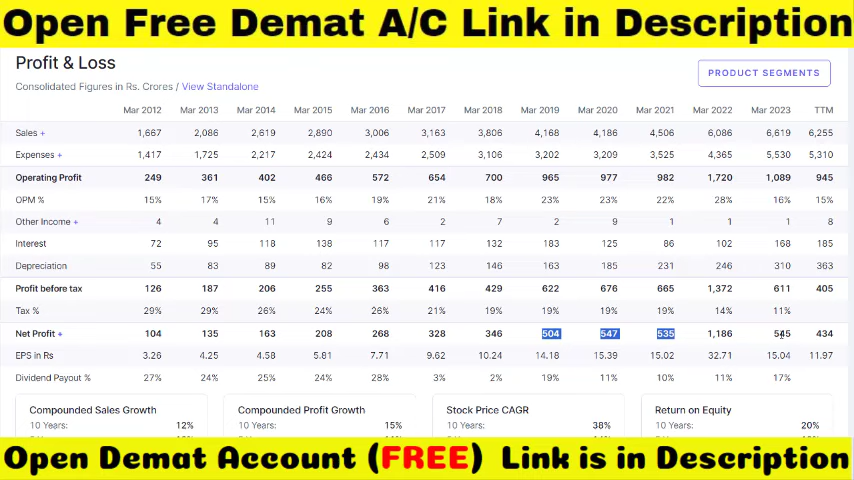 Open Free Demat A/C Link in Description
Profit & Loss
PRODUCT SEGMENTS
Consolidated Figures in Rs. Crores / View Standalone
Mar 2012 Mar 2013 Mar 2014 Mar 2015 Mar 2016 Mar 2017 Mar 2018 Mar 2019 Mar 2020 Mar 2021 Mar 2022 Mar 2023 TTM
Sales + 1,667 2,086 2,619 2,890 3,006 3,163 3,806 4,168 4,186 4,506 6,086 6,619 6,255
Expenses + 1,417 1,725 2,217 2,424 2,434 2,509 3,106 3,202 3,209 3,525 4,365 5,530 5,310
Operating Profit 249 361 402 466 572 654 700 965 977 982 1,720 1,089 945
OPM % 15% 17% 15% 16% 19% 21% 18% 23% 23% 22% 28% 16% 15%
Other Income + 4 4 11 9 6 2 7 2 9 1 1 1 8
Interest 72 95 118 138 117 117 132 183 125 86 102 168 185
Depreciation 55 83 89 82 98 123 146 163 185 231 246 310 363
Profit before tax 126 187 206 255 363 416 429 622 676 665 1,372 611 405
Tax % 29% 29% 26% 24% 26% 21% 19% 19% 19% 19% 14% 11%
Net Profit + 104 135 163 208 268 328 346 504 547 535 1,186 545 434
EPS in Rs 3.26 4.25 4.58 5.81 7.71 9.62 10.24 14.18 15.39 15.02 32.71 15.04 11.97
Dividend Payout % 27% 24% 25% 24% 28% 3% 2% 19% 11% 10% 11% 17%
Compounded Sales Growth Compounded Profit Growth Stock Price CAGR Return on Equity
10 Years: 12% 10 Years: 15% 10 Years: 38% 10 Years: 20%
Open Demat Account (FREE) Link is in Description